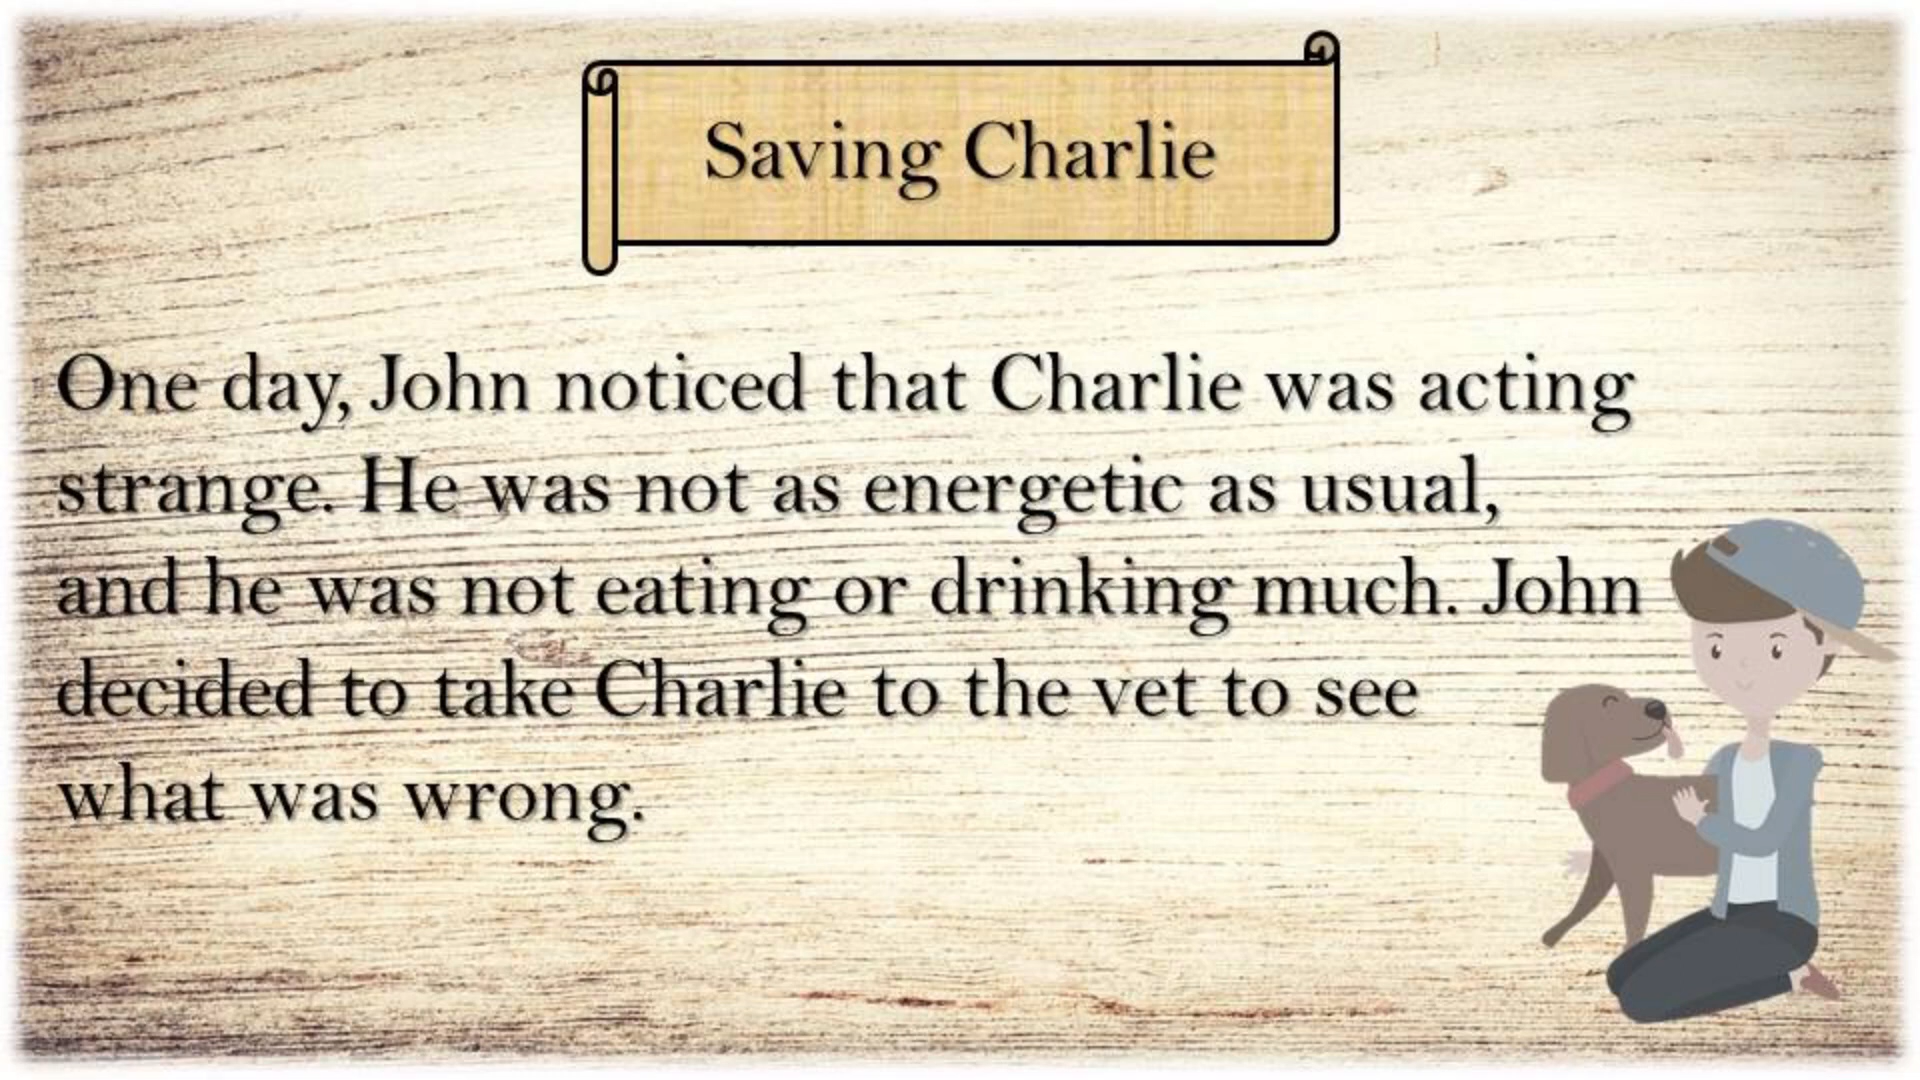 Saving Charlie
One day, John noticed that Charlie was acting
strange. He was not as energetic as usual,
and he was not eating or drinking much. John
decided to take Charlie to the vet to see
what was wrong.